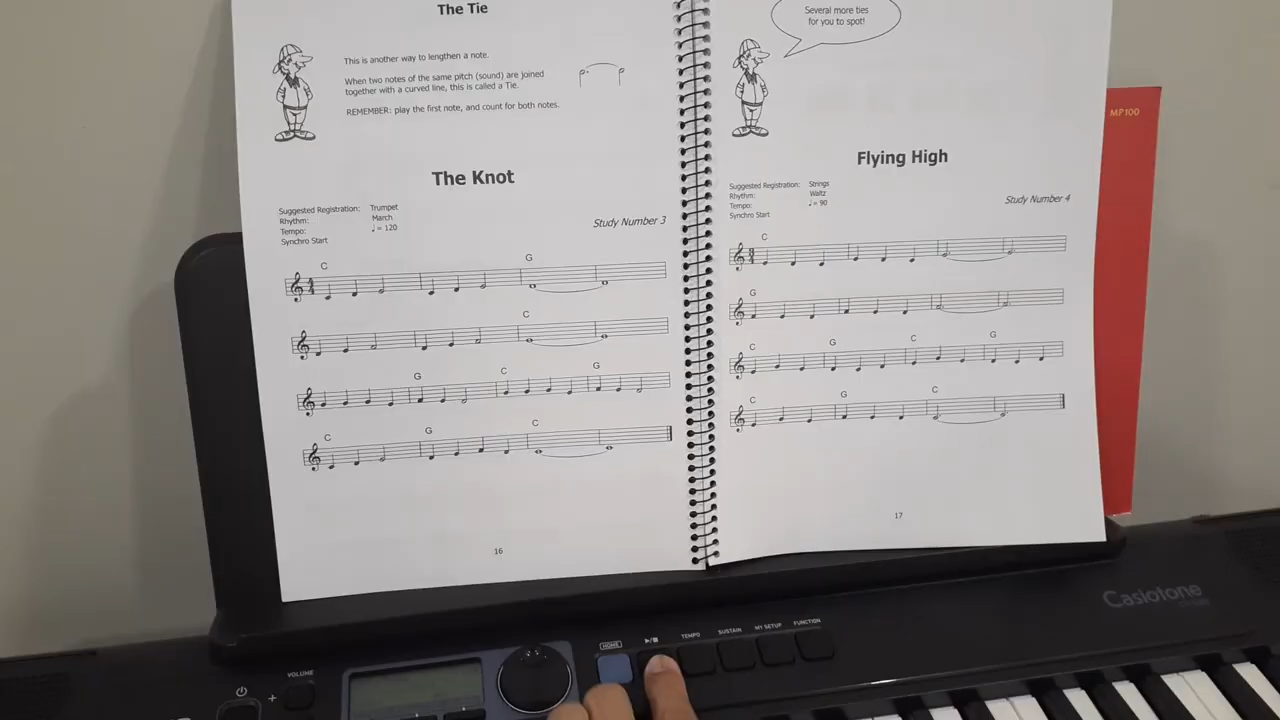 The Tie
This is another way to lengthen a note.
When two notes of the same pitch (sound) are joined
together with a curved line, this is called a Tie.
REMEMBER: play the first note, and count for both notes.
The Knot
Suggested Registration: Trumpet
Rhythm: March
Tempo: ♩ = 120
Synchro Start
Study Number 3
C G
C
G C G
C G C
16
Several more ties
for you to spot!
Flying High
Suggested Registration: Strings
Rhythm: Waltz
Tempo: ♩ = 90
Synchro Start
Study Number 4
C
G
C G C G
C G C
17
MP100
Casiotone
VOLUME
+
HOME
TEMPO
SUSTAIN
MY SETUP
FUNCTION